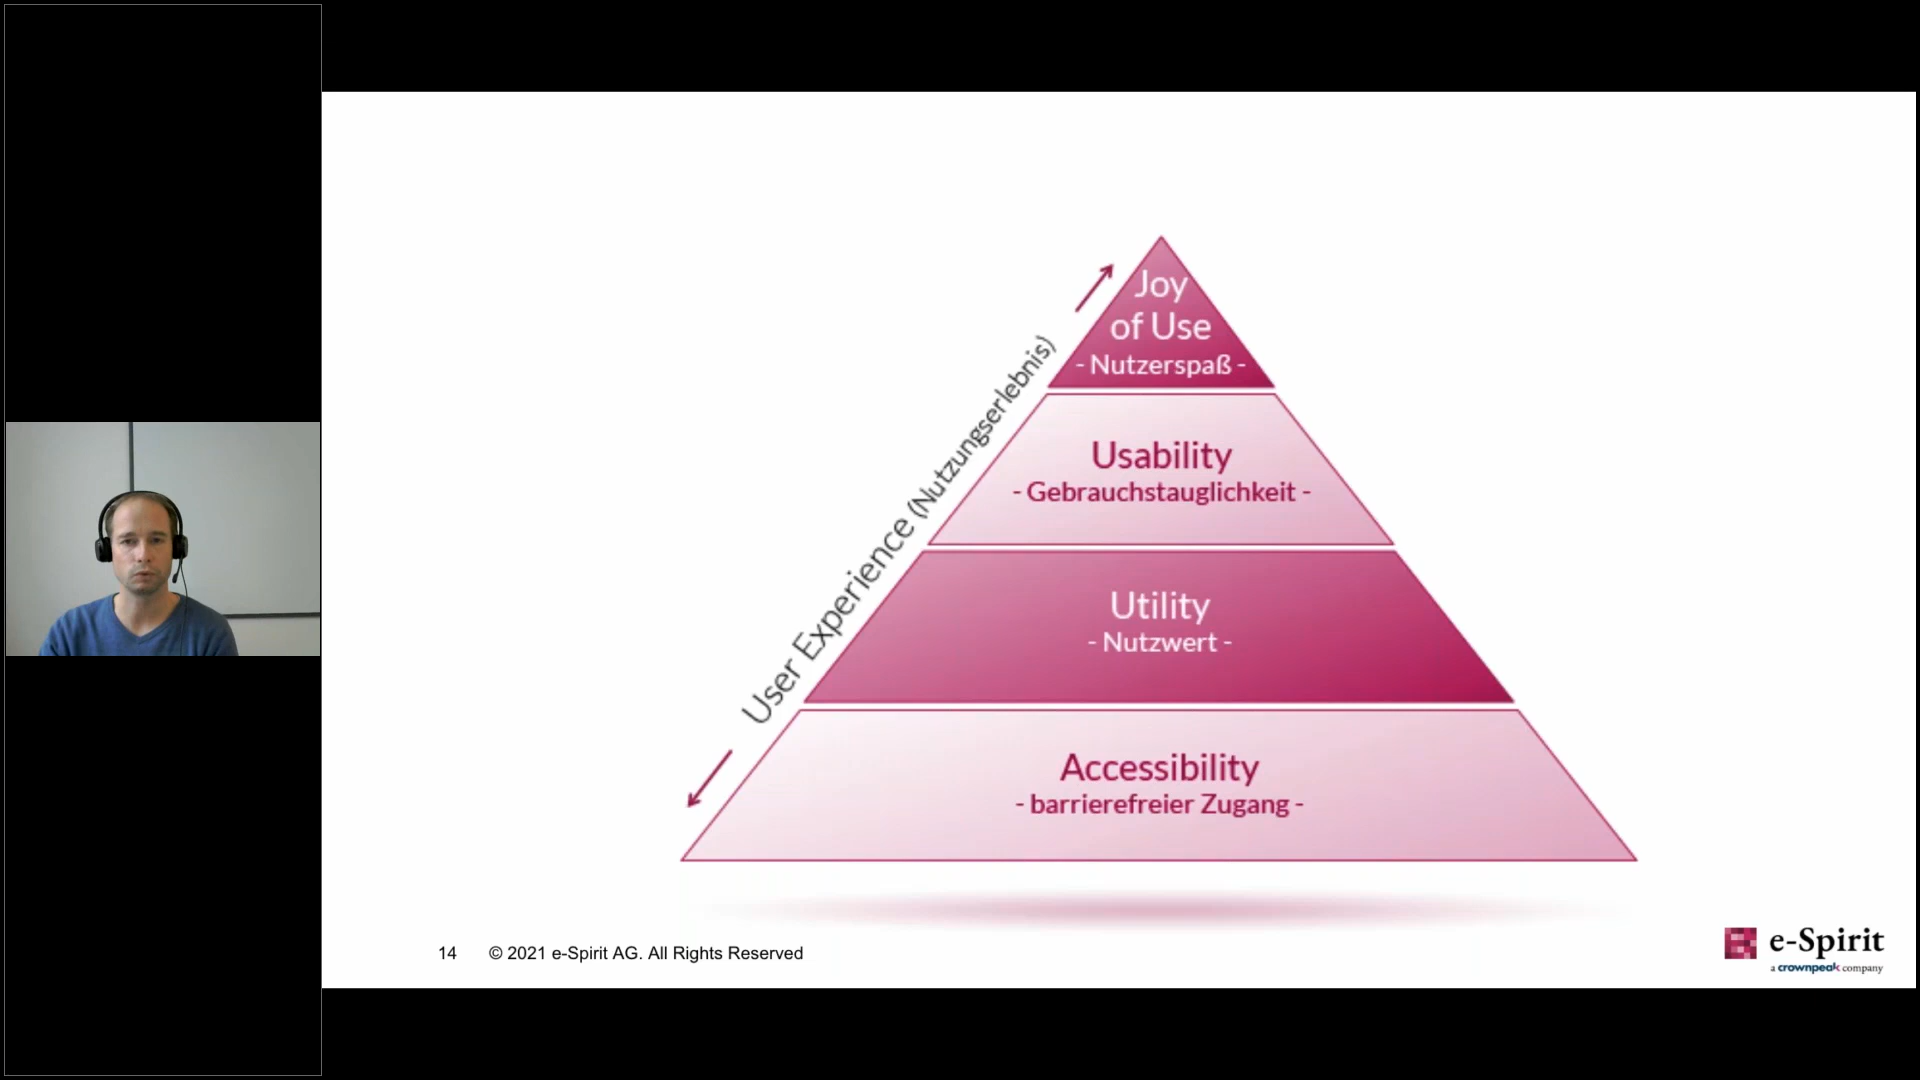 Joy
of Use
- Nutzerspaß -
User Experience (Nutzungserlebnis)
Usability
- Gebrauchstauglichkeit -
Utility
- Nutzwert -
Accessibility
- barrierefreier Zugang -
14 © 2021 e-Spirit AG. All Rights Reserved
e-Spirit
a crownpeak company